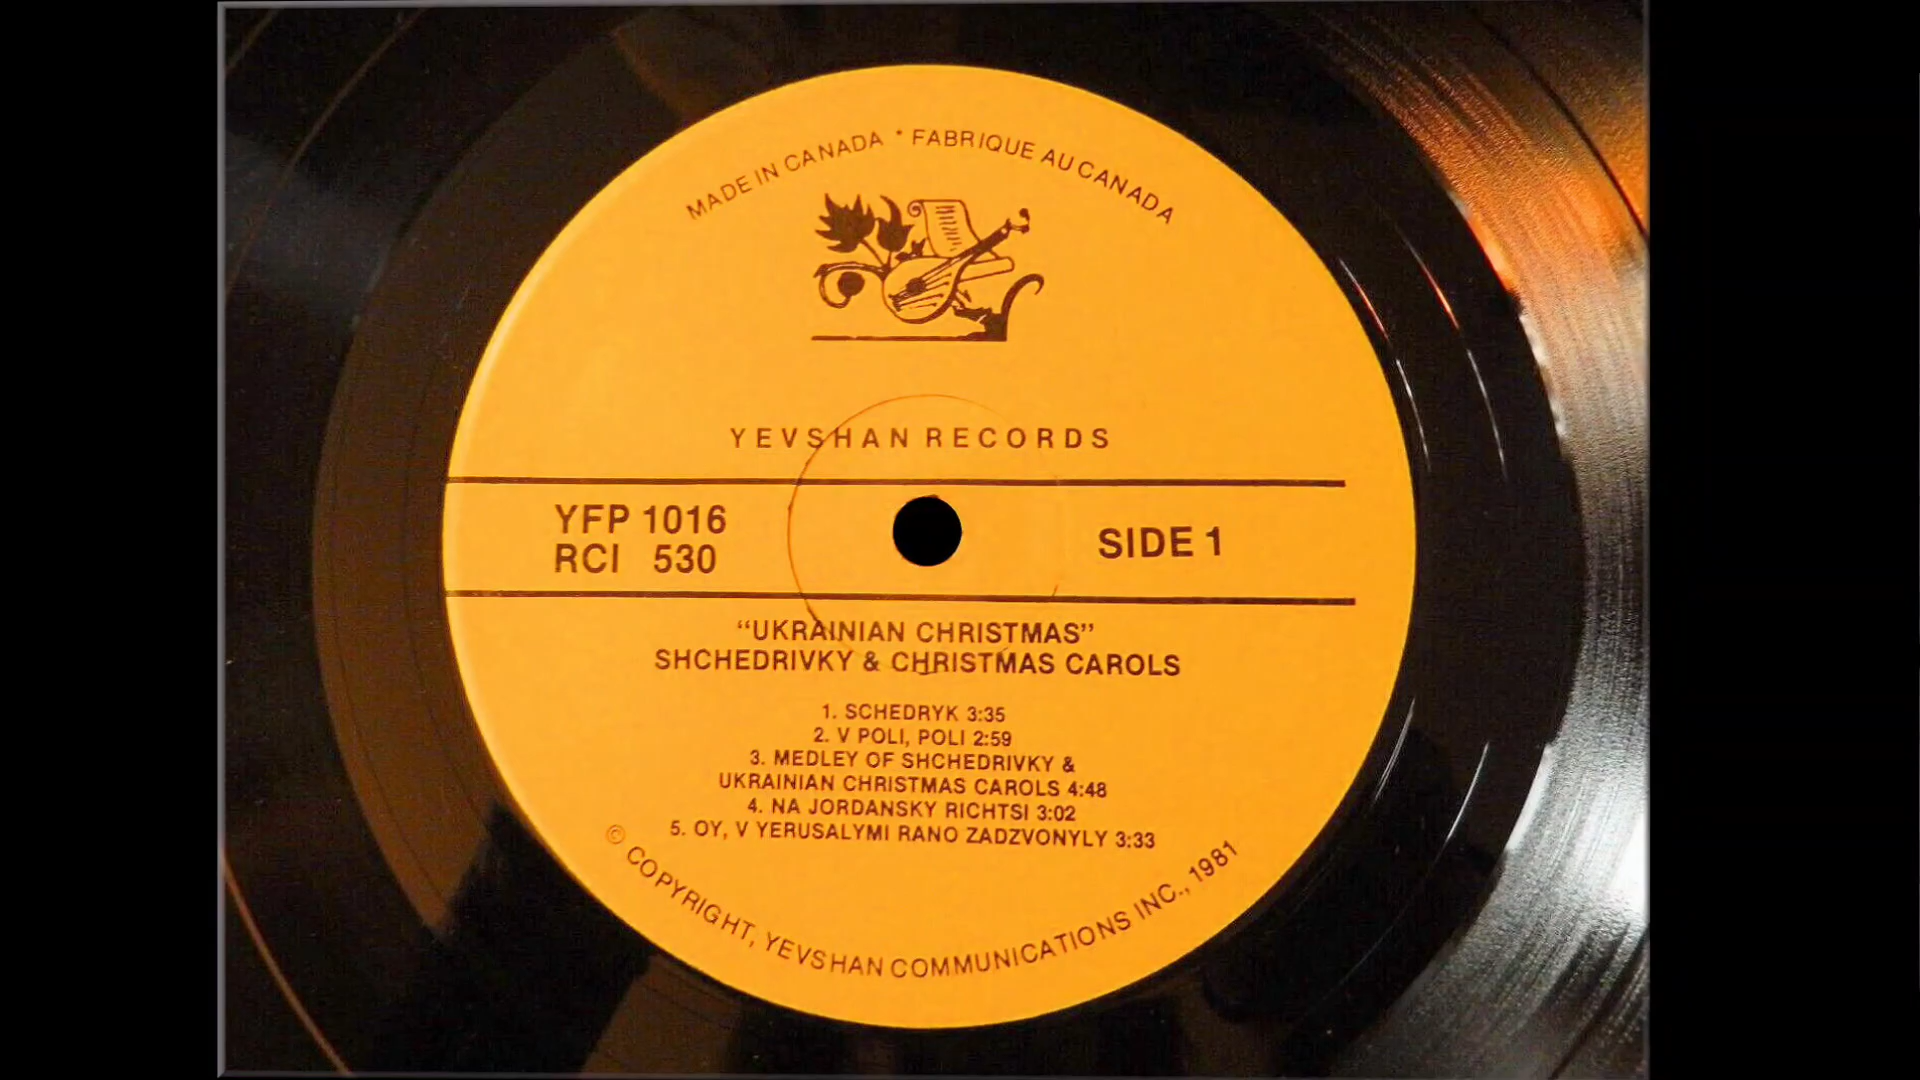 MADE IN CANADA * FABRIQUE AU CANADA
YEVSHAN RECORDS
YFP 1016
RCI 530
SIDE 1
“UKRAINIAN CHRISTMAS”
SHCHEDRIVKY & CHRISTMAS CAROLS
1. SCHEDRYK 3:35
2. V POLI, POLI 2:59
3. MEDLEY OF SHCHEDRIVKY &
UKRAINIAN CHRISTMAS CAROLS 4:48
4. NA JORDANSKY RICHTSI 3:02
5. OY, V YERUSALYMI RANO ZADZVONYLY 3:33
© COPYRIGHT, YEVSHAN COMMUNICATIONS INC., 1981